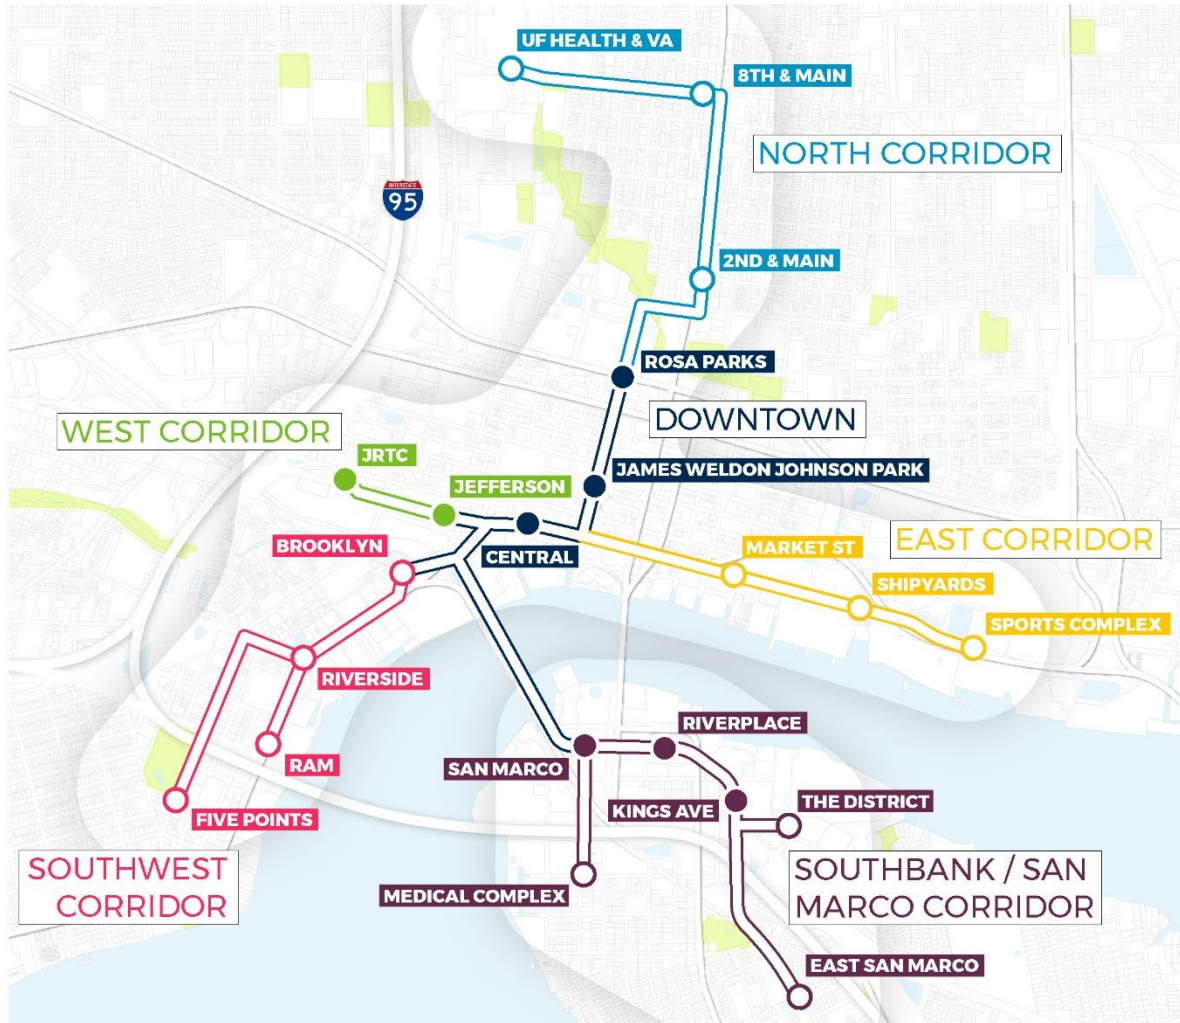 UF HEALTH & VA
8TH & MAIN
NORTH CORRIDOR
INTERSTATE
95
2ND & MAIN
ROSA PARKS
DOWNTOWN
WEST CORRIDOR
JRTC
JAMES WELDON JOHNSON PARK
JEFFERSON
EAST CORRIDOR
BROOKLYN
CENTRAL
MARKET ST
SHIPYARDS
SPORTS COMPLEX
RIVERSIDE
RIVERPLACE
RAM
SAN MARCO
THE DISTRICT
KINGS AVE
FIVE POINTS
SOUTHWEST
CORRIDOR
SOUTHBANK / SAN
MARCO CORRIDOR
MEDICAL COMPLEX
EAST SAN MARCO